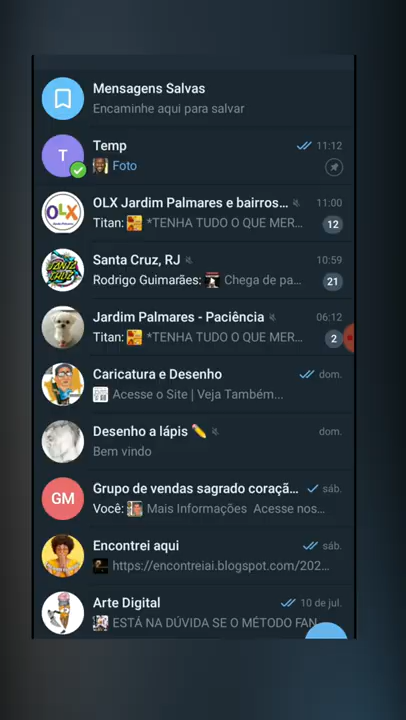 Mensagens Salvas
Encaminhe aqui para salvar
Temp 11:12
T
Foto
OLX Jardim Palmares e bairros... 11:00
OLX
Titan: *TENHA TUDO O QUE MER... 12
Santa Cruz, RJ 10:59
Rodrigo Guimarães: Chega de pa... 21
Jardim Palmares - Paciência 06:12
Titan: *TENHA TUDO O QUE MER... 2
Caricatura e Desenho dom.
Acesse o Site | Veja Também...
Desenho a lápis ✏️ dom.
Bem vindo
Grupo de vendas sagrado coraçã... sáb.
GM
Você: Mais Informações Acesse nos...
Encontrei aqui sáb.
https://encontreiai.blogspot.com/202...
Arte Digital 10 de jul.
ESTÁ NA DÚVIDA SE O MÉTODO FAN